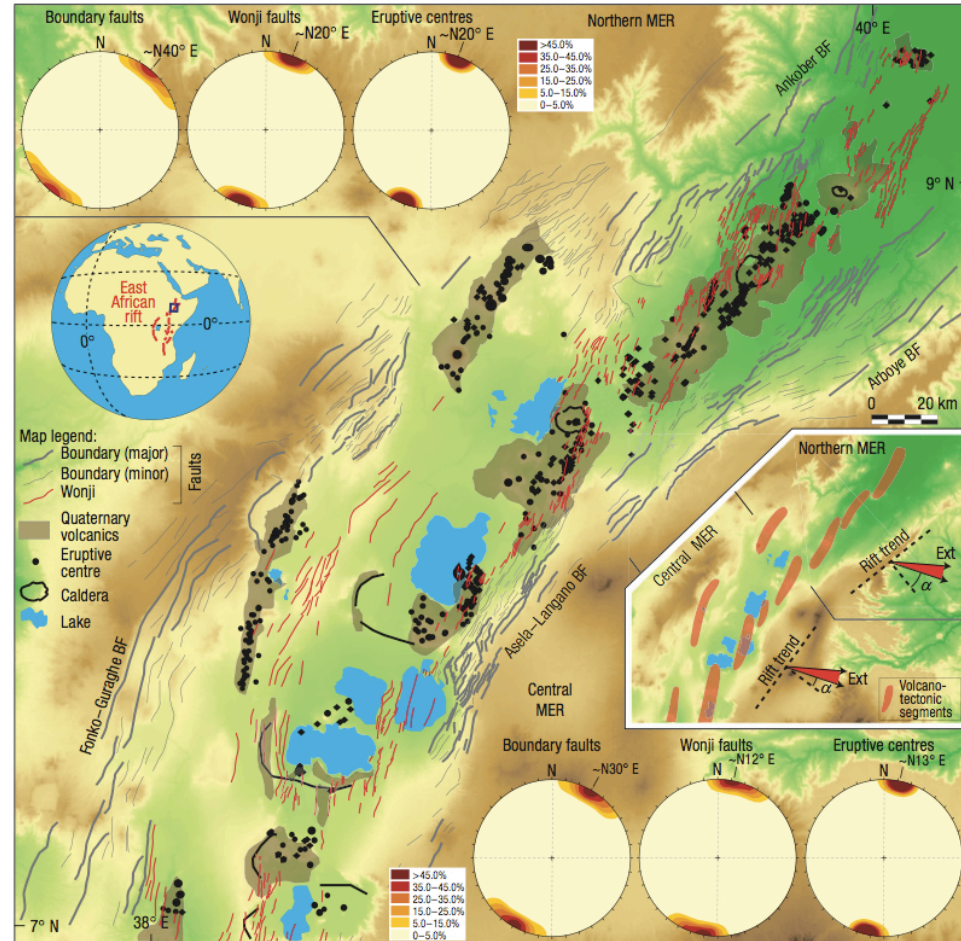 Boundary faults
Wonji faults
Eruptive centres
Northern MER
N
~N40° E
N
~N20° E
N
~N20° E
>45.0%
35.0–45.0%
25.0–35.0%
15.0–25.0%
5.0–15.0%
0–5.0%
40° E
Ankober BF
9° N
East
African
rift
0°
0°
Arboye BF
0 20 km
Map legend:
Boundary (major)
Boundary (minor)
Wonji
Faults
Quaternary
volcanics
Eruptive
centre
Caldera
Lake
Northern MER
Central MER
Rift trend
Ext
α
Rift trend
Ext
α
Volcano-
tectonic
segments
Fonko–Guraghe BF
Asela–Langano BF
Central
MER
Boundary faults
Wonji faults
Eruptive centres
N
~N30° E
N
~N12° E
N
~N13° E
>45.0%
35.0–45.0%
25.0–35.0%
15.0–25.0%
5.0–15.0%
0–5.0%
7° N
38° E